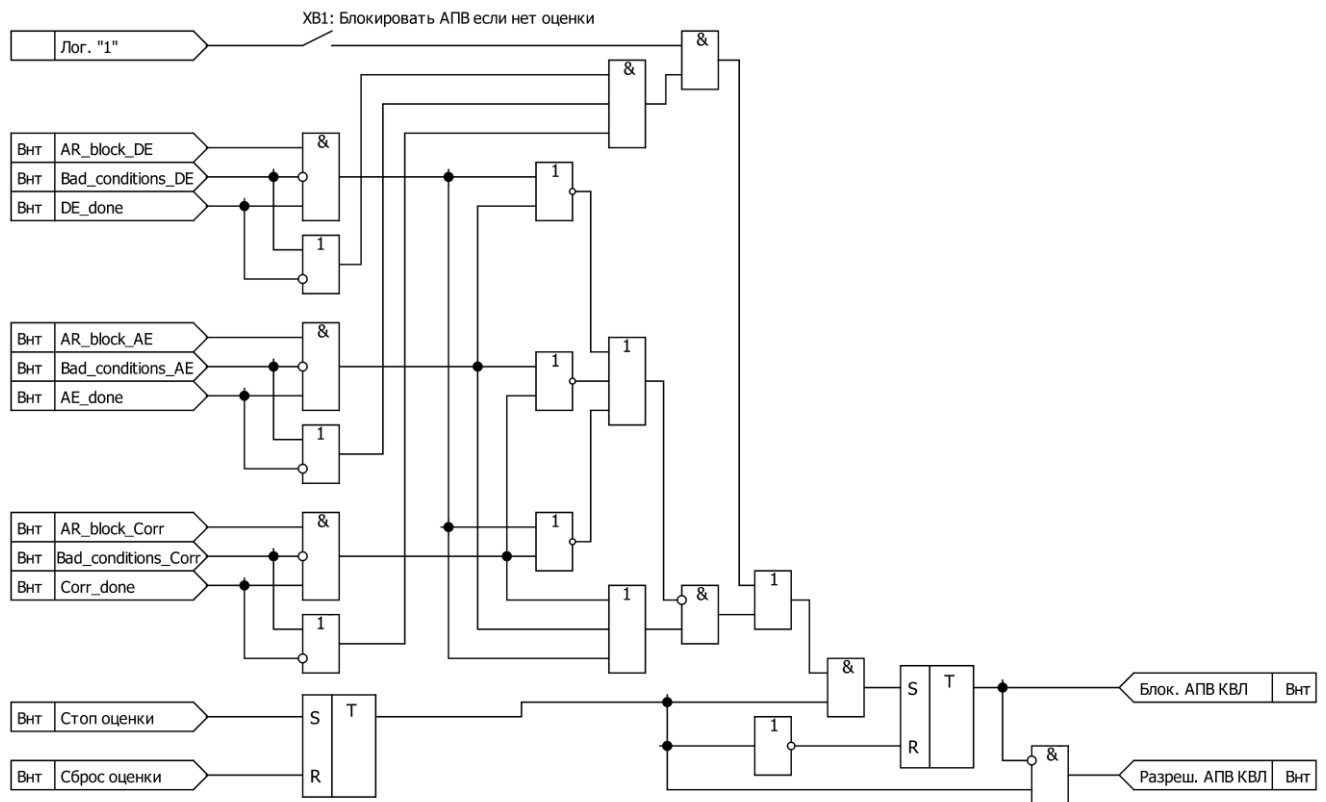 XB1: Блокировать АПВ если нет оценки
Лог. "1"
&
&
Внт AR_block_DE
&
Внт Bad_conditions_DE
1
Внт DE_done
1
Внт AR_block_AE
&
1
Внт Bad_conditions_AE
1
Внт AE_done
1
Внт AR_block_Corr
&
1
Внт Bad_conditions_Corr
Внт Corr_done
1
&
1
1
&
S T
Блок. АПВ КВЛ Внт
Внт Стоп оценки
S T
1
R
&
Внт Сброс оценки
R
Разреш. АПВ КВЛ Внт